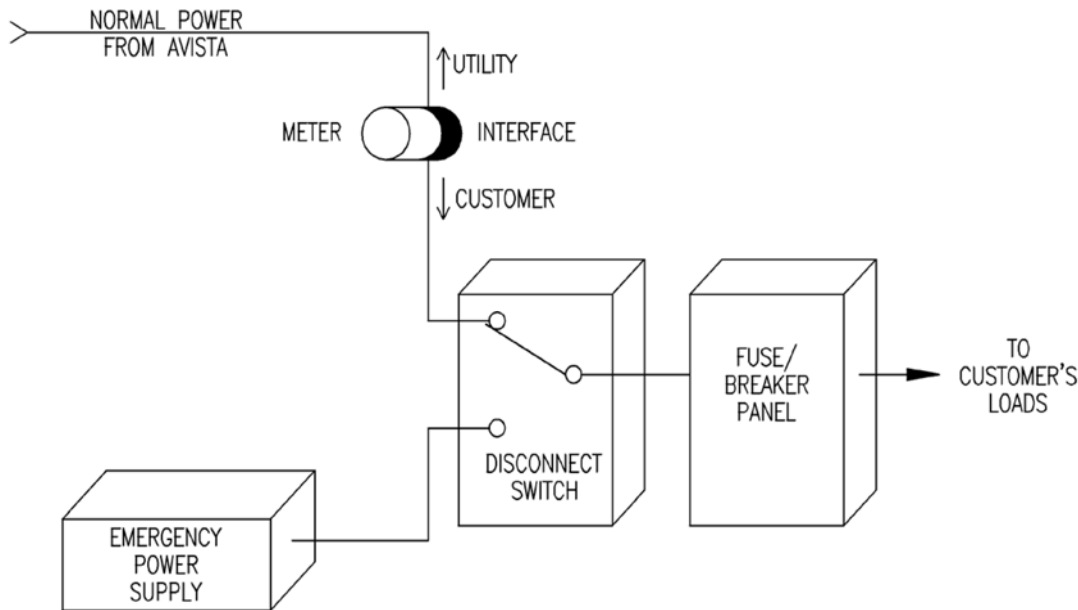 NORMAL POWER
FROM AVISTA
UTILITY
METER
INTERFACE
CUSTOMER
DISCONNECT
SWITCH
FUSE/
BREAKER
PANEL
TO
CUSTOMER'S
LOADS
EMERGENCY
POWER
SUPPLY